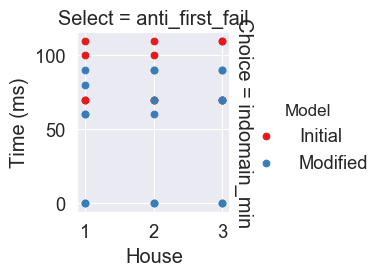 Select = anti_first_fail
Choice = indomain_min
Time (ms)
100
50
0
1 2 3
House
Model
Initial
Modified